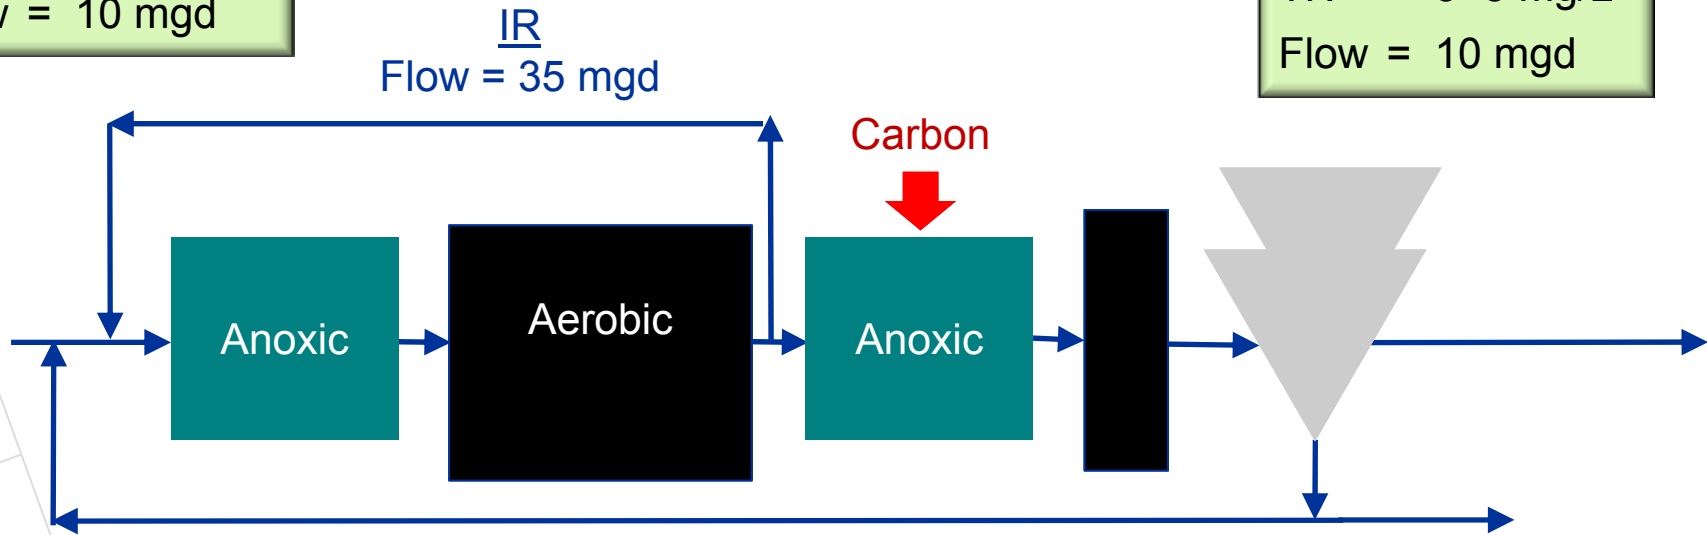 = 10 mgd
IR
Flow = 35 mgd
Flow = 10 mgd
Carbon
Anoxic
Aerobic
Anoxic